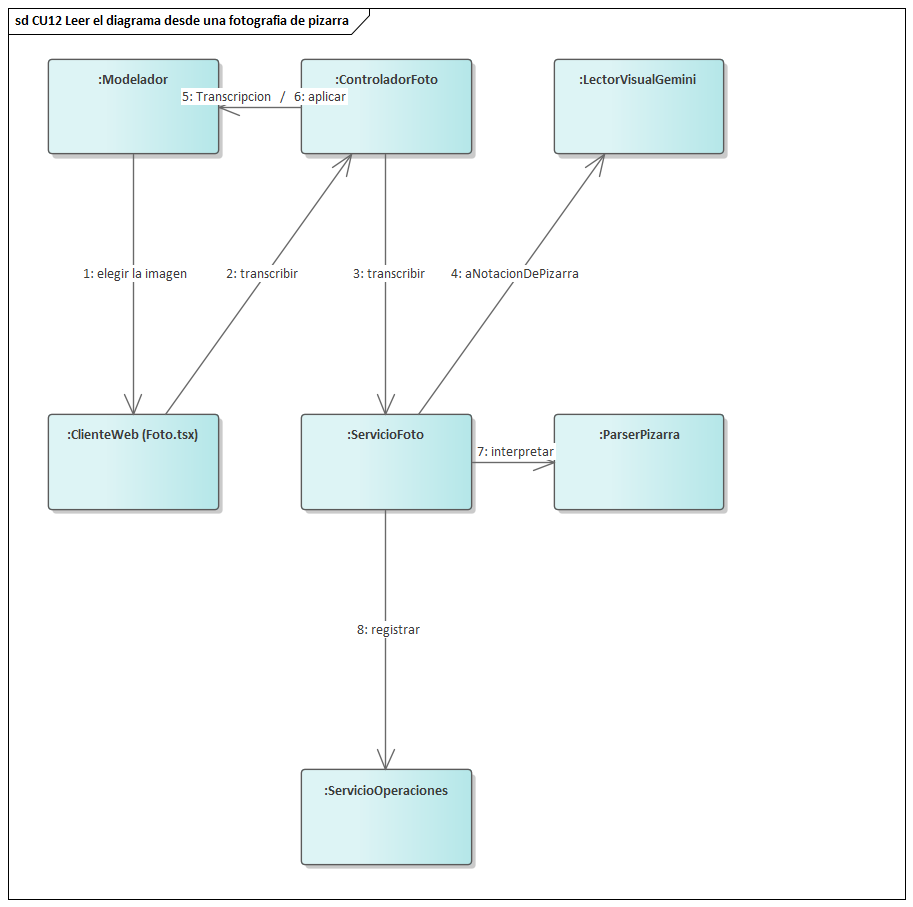 sd CU12 Leer el diagrama desde una fotografia de pizarra
:Modelador
:ControladorFoto
:LectorVisualGemini
5: Transcripcion / 6: aplicar
1: elegir la imagen
2: transcribir
3: transcribir
4: aNotacionDePizarra
:ClienteWeb (Foto.tsx)
:ServicioFoto
:ParserPizarra
7: interpretar
8: registrar
:ServicioOperaciones